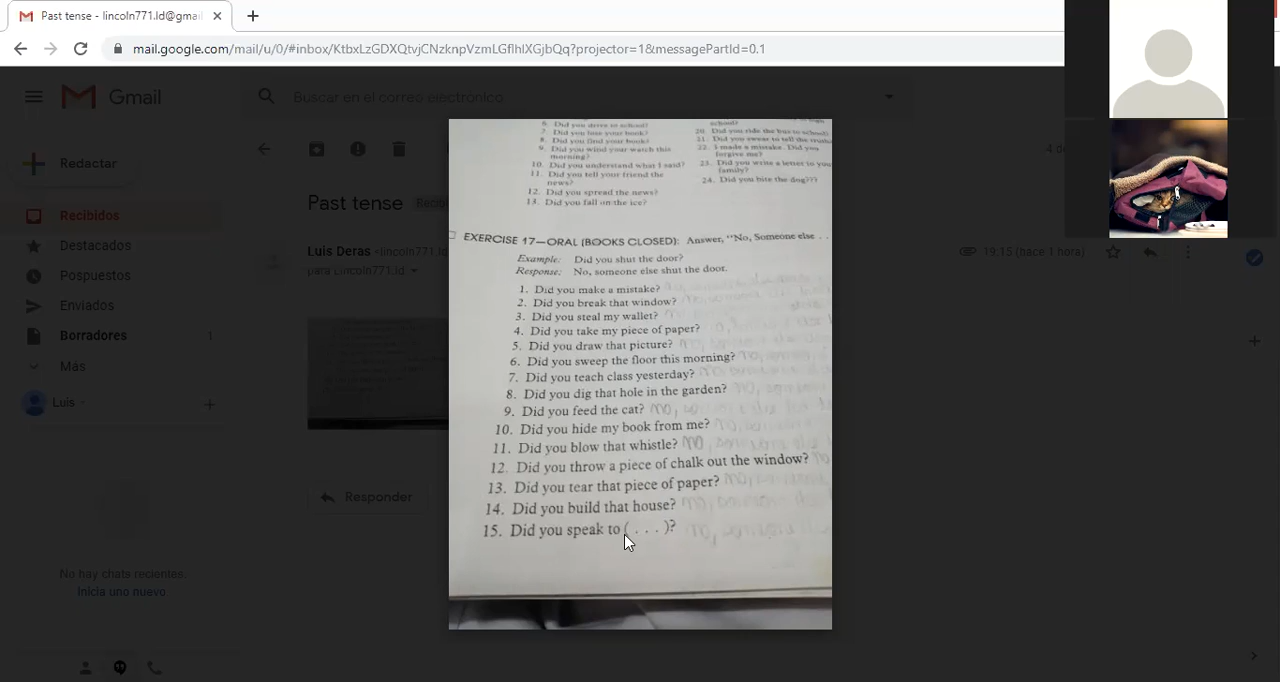 Past tense - lincoln771.ld@gmai
mail.google.com/mail/u/0/#inbox/KtbxLzGDXQtvjCNzknpVzmLGflhlXGjbQq?projector=1&messagePartId=0.1
Gmail
Buscar en el correo electrónico
Redactar
Recibidos
Destacados
Pospuestos
Enviados
Borradores 1
Más
Luis
No hay chats recientes.
Inicia uno nuevo
Past tense
Luis Deras <lincoln771.ld
para Lincoln771.ld
19:15 (hace 1 hora)
Responder
6. Did you drive to school?
7. Did you lose your book?
8. Did you find your book?
9. Did you wind your watch this
morning?
10. Did you understand what I said?
11. Did you tell your friend the
news?
12. Did you spread the news?
13. Did you fall on the ice?
school?
20. Did you ride the bus to school?
21. Did you swear to tell the truth
22. I made a mistake. Did you
forgive me?
23. Did you write a letter to you
family?
24. Did you bite the dog???
EXERCISE 17—ORAL (BOOKS CLOSED): Answer, "No, Someone else . .
Example: Did you shut the door?
Response: No, someone else shut the door.
1. Did you make a mistake?
2. Did you break that window?
3. Did you steal my wallet?
4. Did you take my piece of paper?
5. Did you draw that picture?
6. Did you sweep the floor this morning?
7. Did you teach class yesterday?
8. Did you dig that hole in the garden?
9. Did you feed the cat?
10. Did you hide my book from me?
11. Did you blow that whistle?
12. Did you throw a piece of chalk out the window?
13. Did you tear that piece of paper?
14. Did you build that house?
15. Did you speak to ( . . . )?